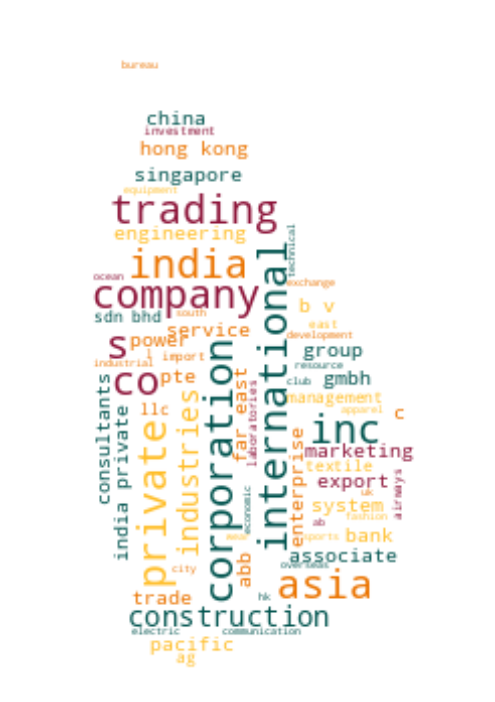 bureau
china
investment
hong kong
singapore
equipment
trading
engineering
technical
india
international
ocean
exchange
company
b v
sdn bhd
south
east
service
development
s
power
group
l
import
industrial
resource
co
pte
far east
laboratories
club
gmbh
consultants
management
llc
apparel
c
india private
private
industries
corporation
inc
enterprise
marketing
textile
export
airways
uk
economic
system
ab
fashion
wear
sports
bank
associate
abb
overseas
city
asia
trade
hk
construction
electric
communication
pacific
ag